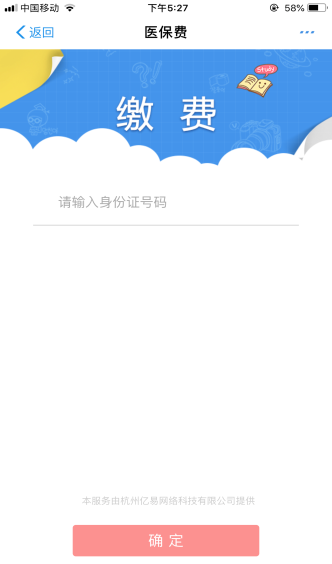 中国移动 下午5:27 58%
返回 医保费
Study
缴 费
请输入身份证号码
本服务由杭州亿易网络科技有限公司提供
确 定